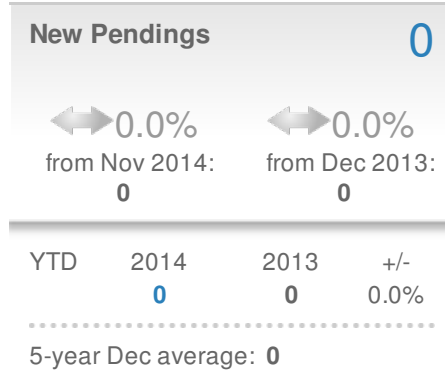 New Pendings 0
0.0% 0.0%
from Nov 2014: from Dec 2013:
0 0
YTD 2014 2013 +/-
0 0 0.0%
5-year Dec average: 0